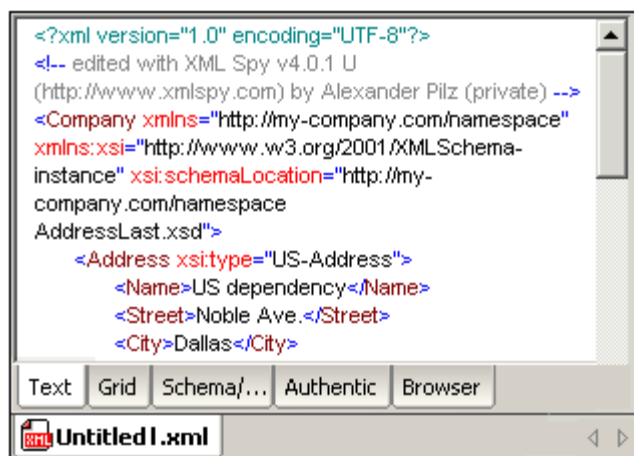 <?xml version="1.0" encoding="UTF-8"?>
<!-- edited with XML Spy v4.0.1 U
(http://www.xmlspy.com) by Alexander Pilz (private) -->
<Company xmlns="http://my-company.com/namespace"
xmlns:xsi="http://www.w3.org/2001/XMLSchema-
instance" xsi:schemaLocation="http://my-
company.com/namespace
AddressLast.xsd">
<Address xsi:type="US-Address">
<Name>US dependency</Name>
<Street>Noble Ave.</Street>
<City>Dallas</City>
Text Grid Schema/... Authentic Browser
XML Untitled1.xml